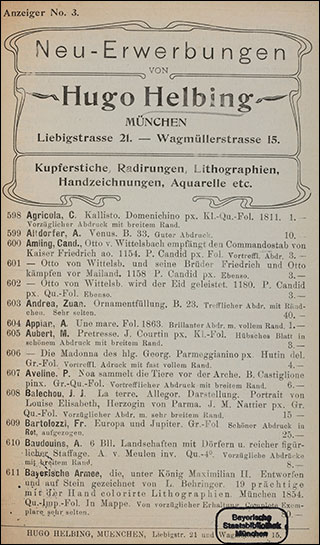 Anzeiger No. 3.
Neu-Erwerbungen
VON
Hugo Helbing
MÜNCHEN
Liebigstrasse 21. — Wagmüllerstrasse 15.
Kupferstiche, Radirungen, Lithographien,
Handzeichnungen, Aquarelle etc.
598 Agricola, C. Kallisto. Domenichino px. Kl.-Qu.-Fol. 1811. 1.—
Vorzüglicher Abdruck mit breitem Rand.
599 Altdorfer, A. Venus. B. 33. Guter Abdruck. 10.—
600 Amling, Cand., Otto v. Wittelsbach empfängt den Commandostab von
Kaiser Friedrich ao. 1154. P. Candid px. Fol. Vortreffl. Abdr. 3.—
601 — Otto von Wittelsb. und seine Brüder Friedrich und Otto
kämpfen vor Mailand. 1158 P. Candid px. Ebenso. 3.—
602 — Otto von Wittelsb. wird der Eid geleistet. 1180. P. Candid
px. Qu.-Fol. Ebenso. 3.—
603 Andrea, Zuan. Ornamentfüllung, B. 23. Trefflicher Abdr. mit Ränd-
chen. Sehr selten. 40.—
604 Appian, A. Une mare. Fol. 1863. Brillanter Abdr. m. vollem Rand. 1.—
605 Aubert, M. Pretresse. J. Courtin px. Kl.-Fol. Hübsches Blatt in
schönem Abdruck mit breitem Rand. 3.—
606 — Die Madonna des hlg. Georg. Parmeggianino px. Hutin del.
Gr.-Fol. Vortreffl. Adruck mit fast vollem Rand. 4.—
607 Aveline, P. Noa sammelt die Tiere vor der Arche. B. Castiglione
pinx. Gr.-Qu.-Fol. Vortrefflicher Abdruck mit breitem Rand. 6.—
608 Balechou, J. J. La terre. Allegor. Darstellung. Portrait von
Louise Elisabeth, Herzogin von Parma. J. M. Nattier px. Gr.
Qu.-Fol. Vorzüglicher Abdr. m. sehr breitem Rand. 15.—
609 Bartolozzi, Fr. Europa und Jupiter. Gr.-Fol Schöner Abdruck in
Rot, aufgezogen. 25.—
610 Baudouins, A. 6 Bll. Landschaften mit Dörfern u. reicher figür-
licher Staffage. A. v. Meulen inv. Qu.-4º. Vorzügliche Abdrücke
mit breitem Rand. 8.—
611 Bayerische Armee, die, unter König Maximilian II. Entworfen
und auf Stein gezeichnet von L. Behringer. 19 prächtige
mit der Hand colorirte Lithographien. München 1854.
Qu.-Imp.-Fol. In Mappe. Von vorzüglicher Erhaltung. Complete Exem-
plare sehr selten.
Bayerische
Staatsbibliothek
München
HUGO HELBING, MUENCHEN, Liebigstr. 21 und Wagmüllerstr. 15.